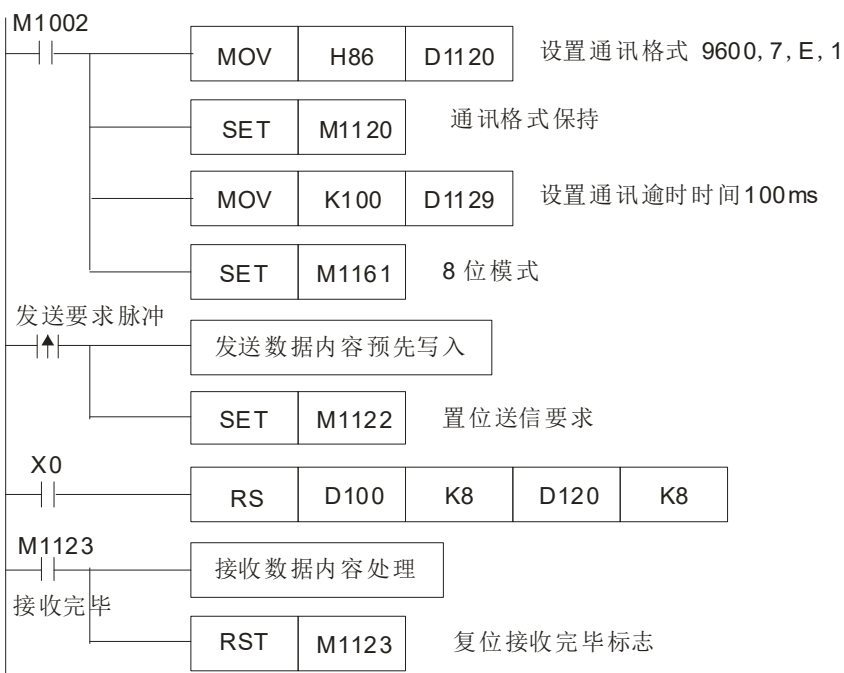 M1002
MOV H86 D1120 设置通讯格式 9600,7,E,1
SET M1120 通讯格式保持
MOV K100 D1129 设置通讯逾时时间100ms
SET M1161 8位模式
发送要求脉冲
发送数据内容预先写入
SET M1122 置位送信要求
X0
RS D100 K8 D120 K8
M1123
接收数据内容处理
接收完毕
RST M1123 复位接收完毕标志